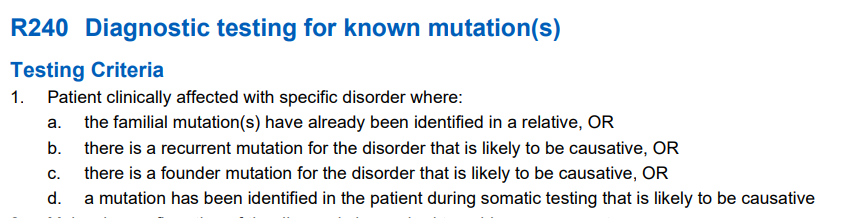 R240 Diagnostic testing for known mutation(s)
Testing Criteria
1. Patient clinically affected with specific disorder where:
a. the familial mutation(s) have already been identified in a relative, OR
b. there is a recurrent mutation for the disorder that is likely to be causative, OR
c. there is a founder mutation for the disorder that is likely to be causative, OR
d. a mutation has been identified in the patient during somatic testing that is likely to be causative